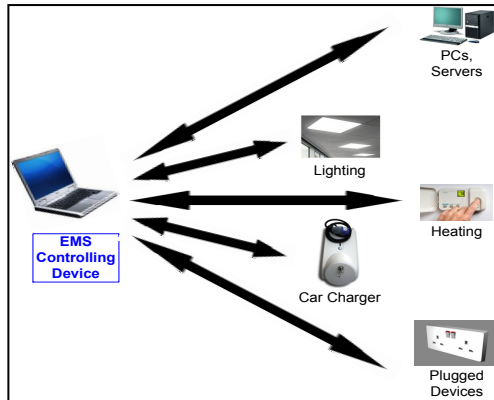 PCs,
Servers
Lighting
EMS
Controlling
Device
Heating
Car Charger
Plugged
Devices